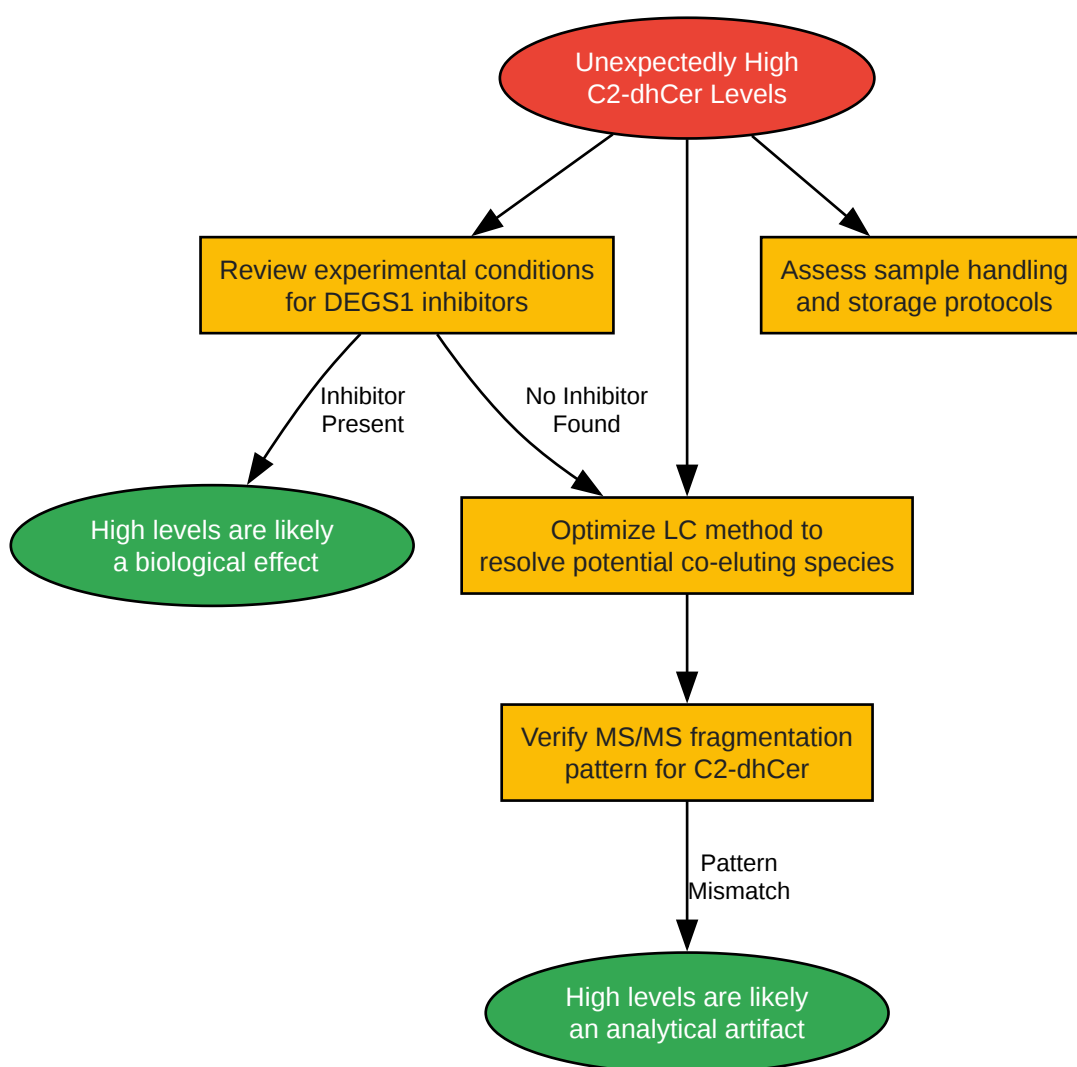 Unexpectedly High
C2-dhCer Levels
Review experimental conditions
for DEGS1 inhibitors
Assess sample handling
and storage protocols
Inhibitor
Present
No Inhibitor
Found
High levels are likely
a biological effect
Optimize LC method to
resolve potential co-eluting species
Verify MS/MS fragmentation
pattern for C2-dhCer
Pattern
Mismatch
High levels are likely
an analytical artifact